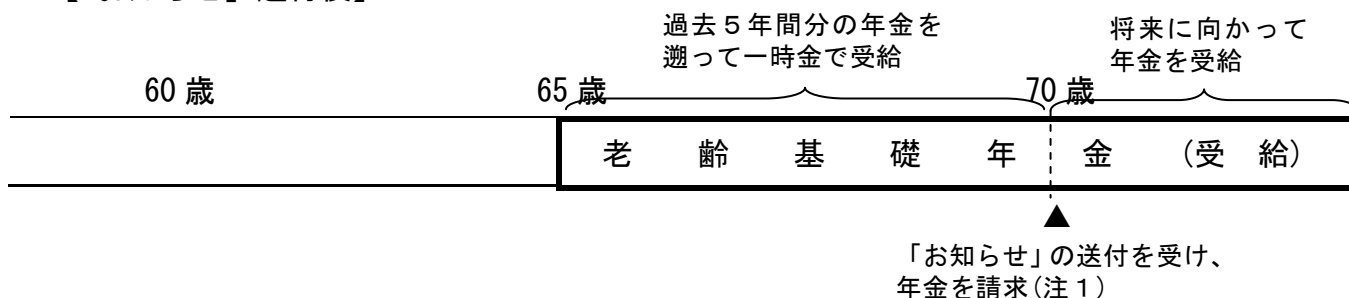 過去５年間分の年金を
遡って一時金で受給
将来に向かって
年金を受給
60 歳
65 歳
70 歳
老齢基礎年金（受給）
▲
「お知らせ」の送付を受け、
年金を請求(注１)